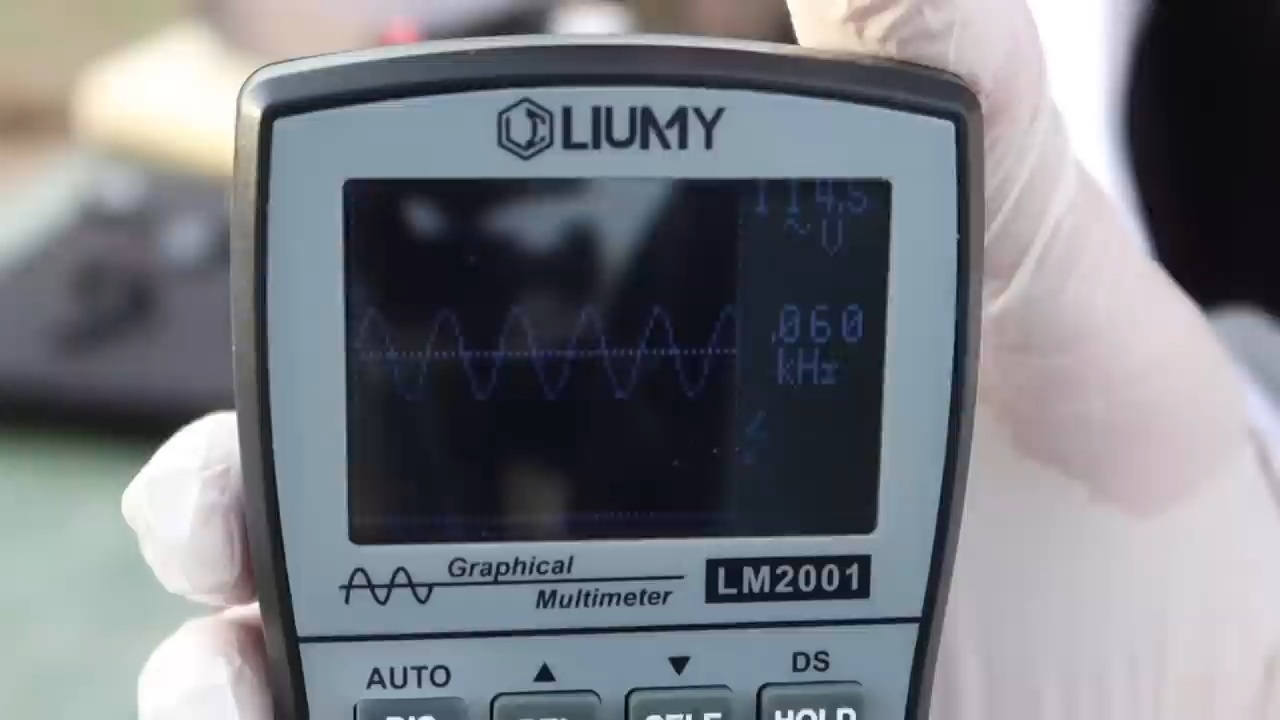 LIUMY
114.5
~ V
.060
kHz
Graphical
Multimeter
LM2001
AUTO ▲ ▼ DS
HOLD